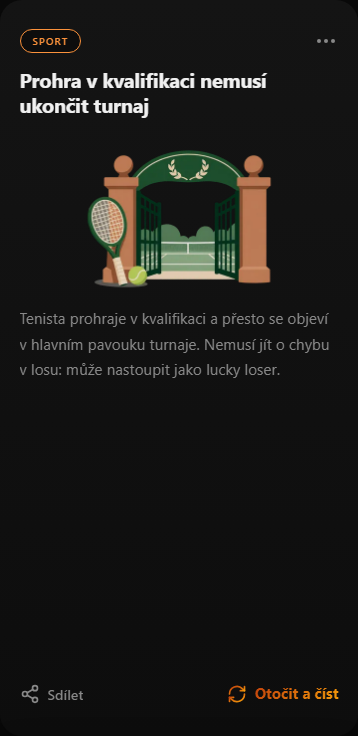 SPORT
Prohra v kvalifikaci nemusí
ukončit turnaj
Tenista prohraje v kvalifikaci a přesto se objeví
v hlavním pavouku turnaje. Nemusí jít o chybu
v losu: může nastoupit jako lucky loser.
Sdílet
Otočit a číst